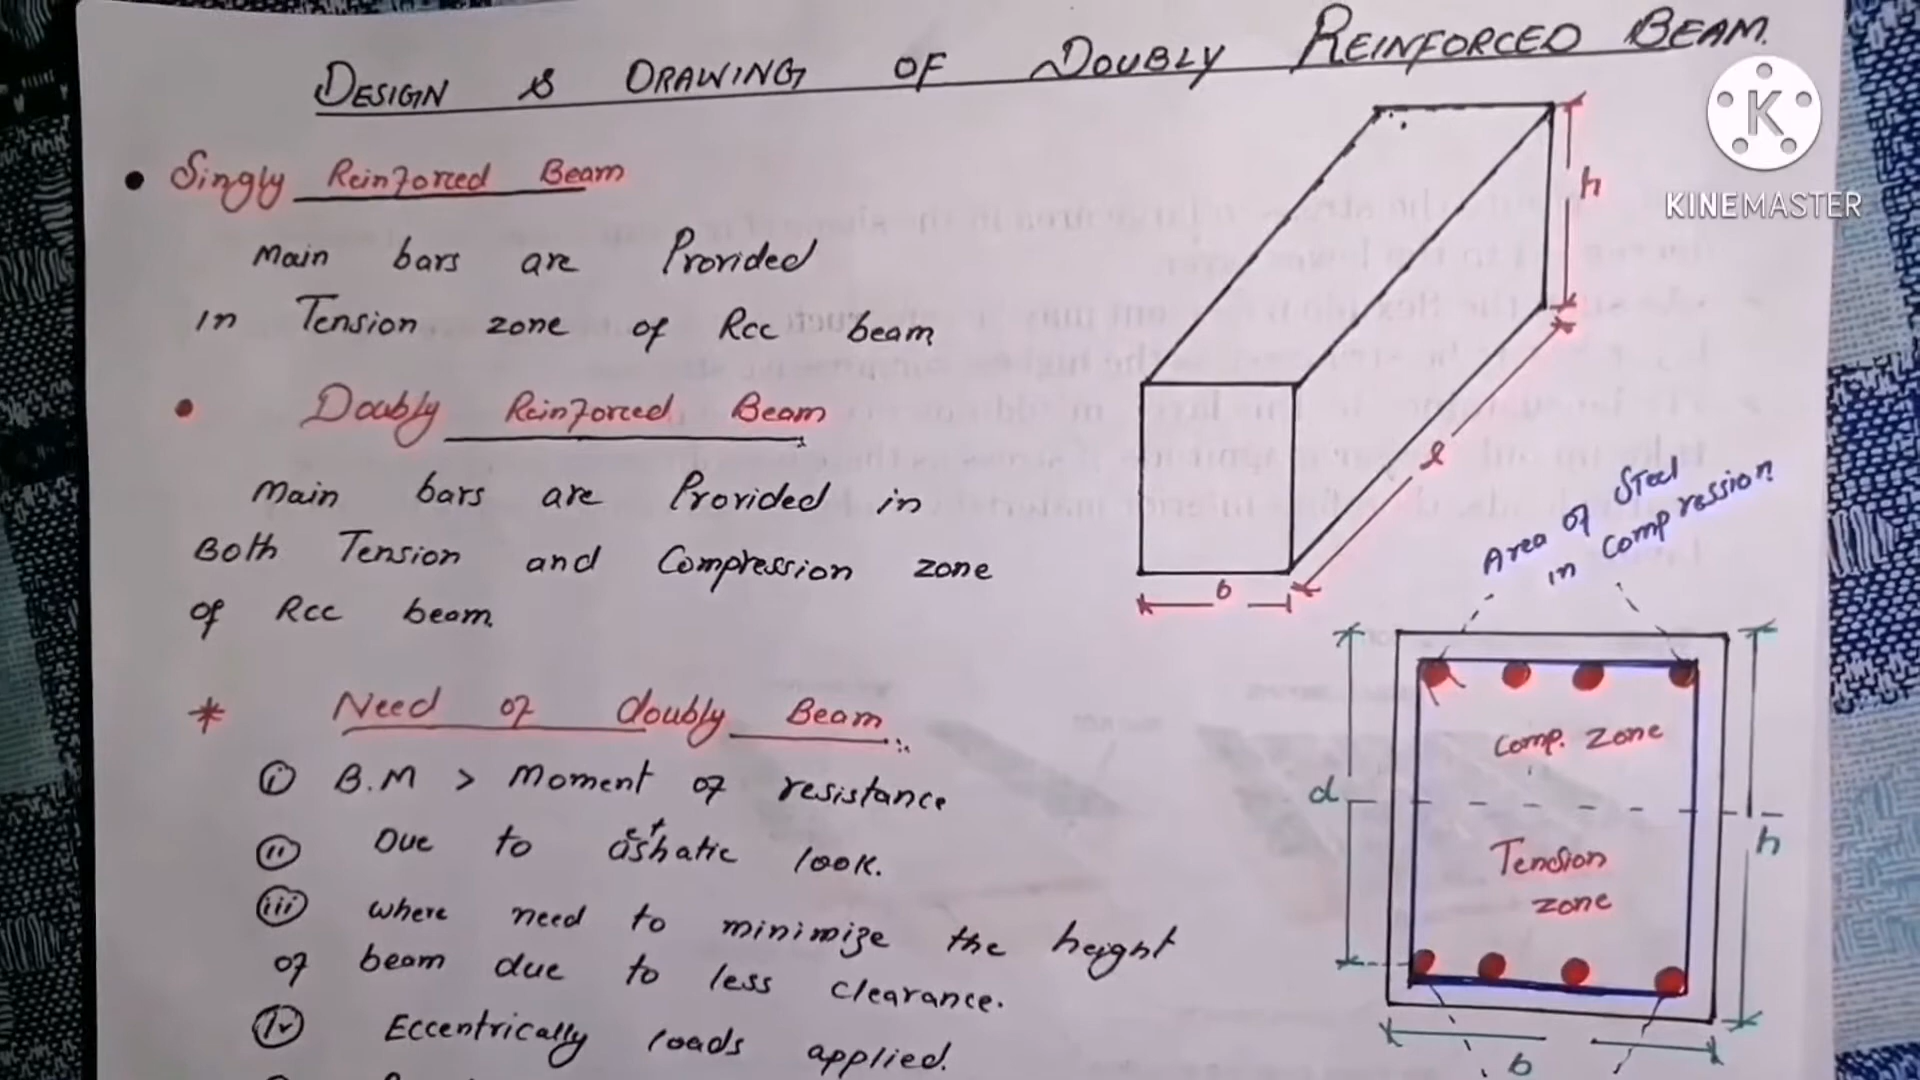 DESIGN & DRAWING OF DOUBLY REINFORCED BEAM.
K
KINEMASTER
• Singly Reinforced Beam
Main bars are Provided
in Tension zone of Rcc beam
• Doubly Reinforced Beam
Main bars are Provided in
Both Tension and Compression zone
of Rcc beam.
* Need of doubly Beam
(i) B.M > Moment of resistance
(ii) Due to
look.
(iii) where need to minimize the height
of beam due to less clearance.
(iv) Eccentrically loads applied.
h
l
b
Area of Steel
in Compression
Comp. zone
d
h
Tension
zone
b